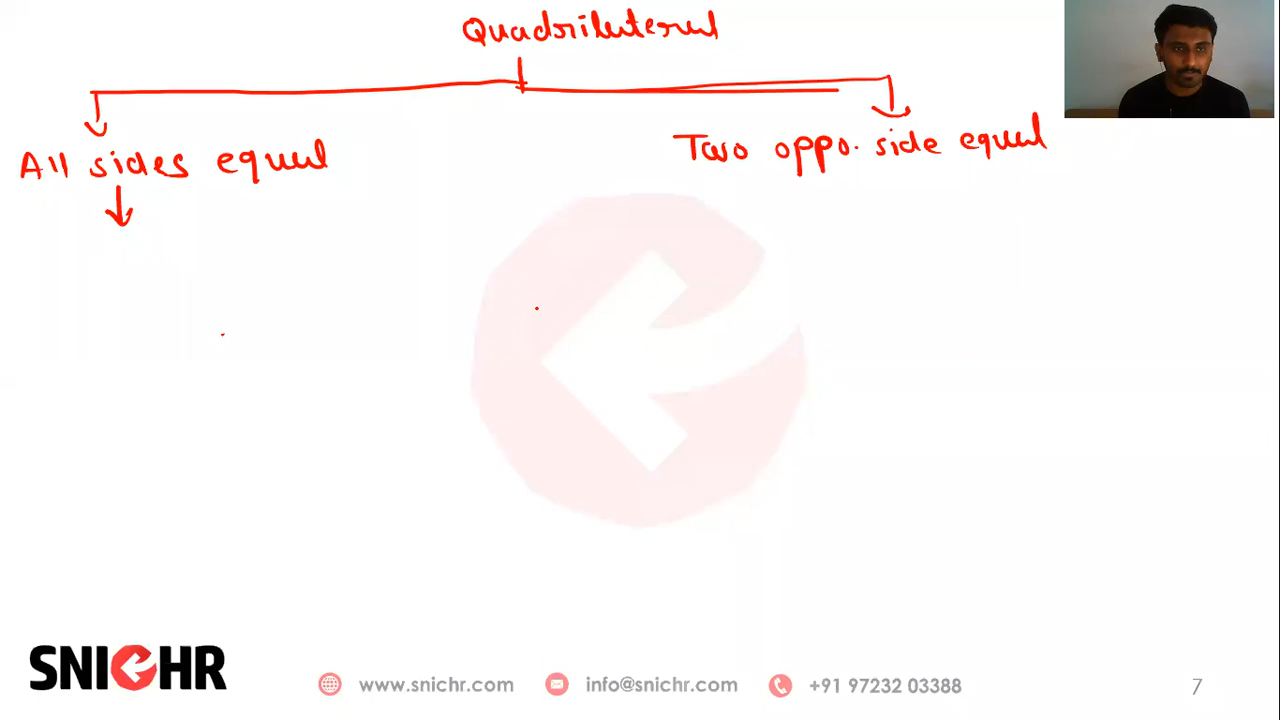 Quadrilateral
All sides equal
Two oppo. side equal
SNICHR
www.snichr.com
info@snichr.com
+91 97232 03388
7